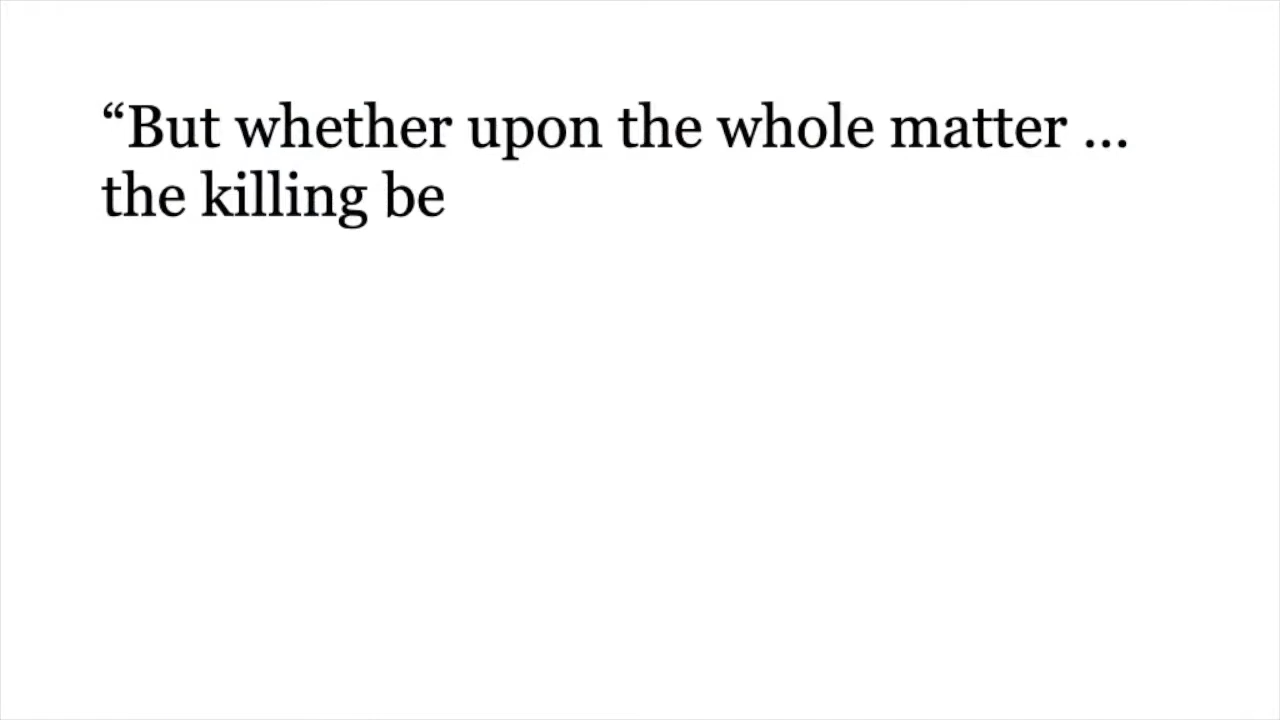 “But whether upon the whole matter ...
the killing be